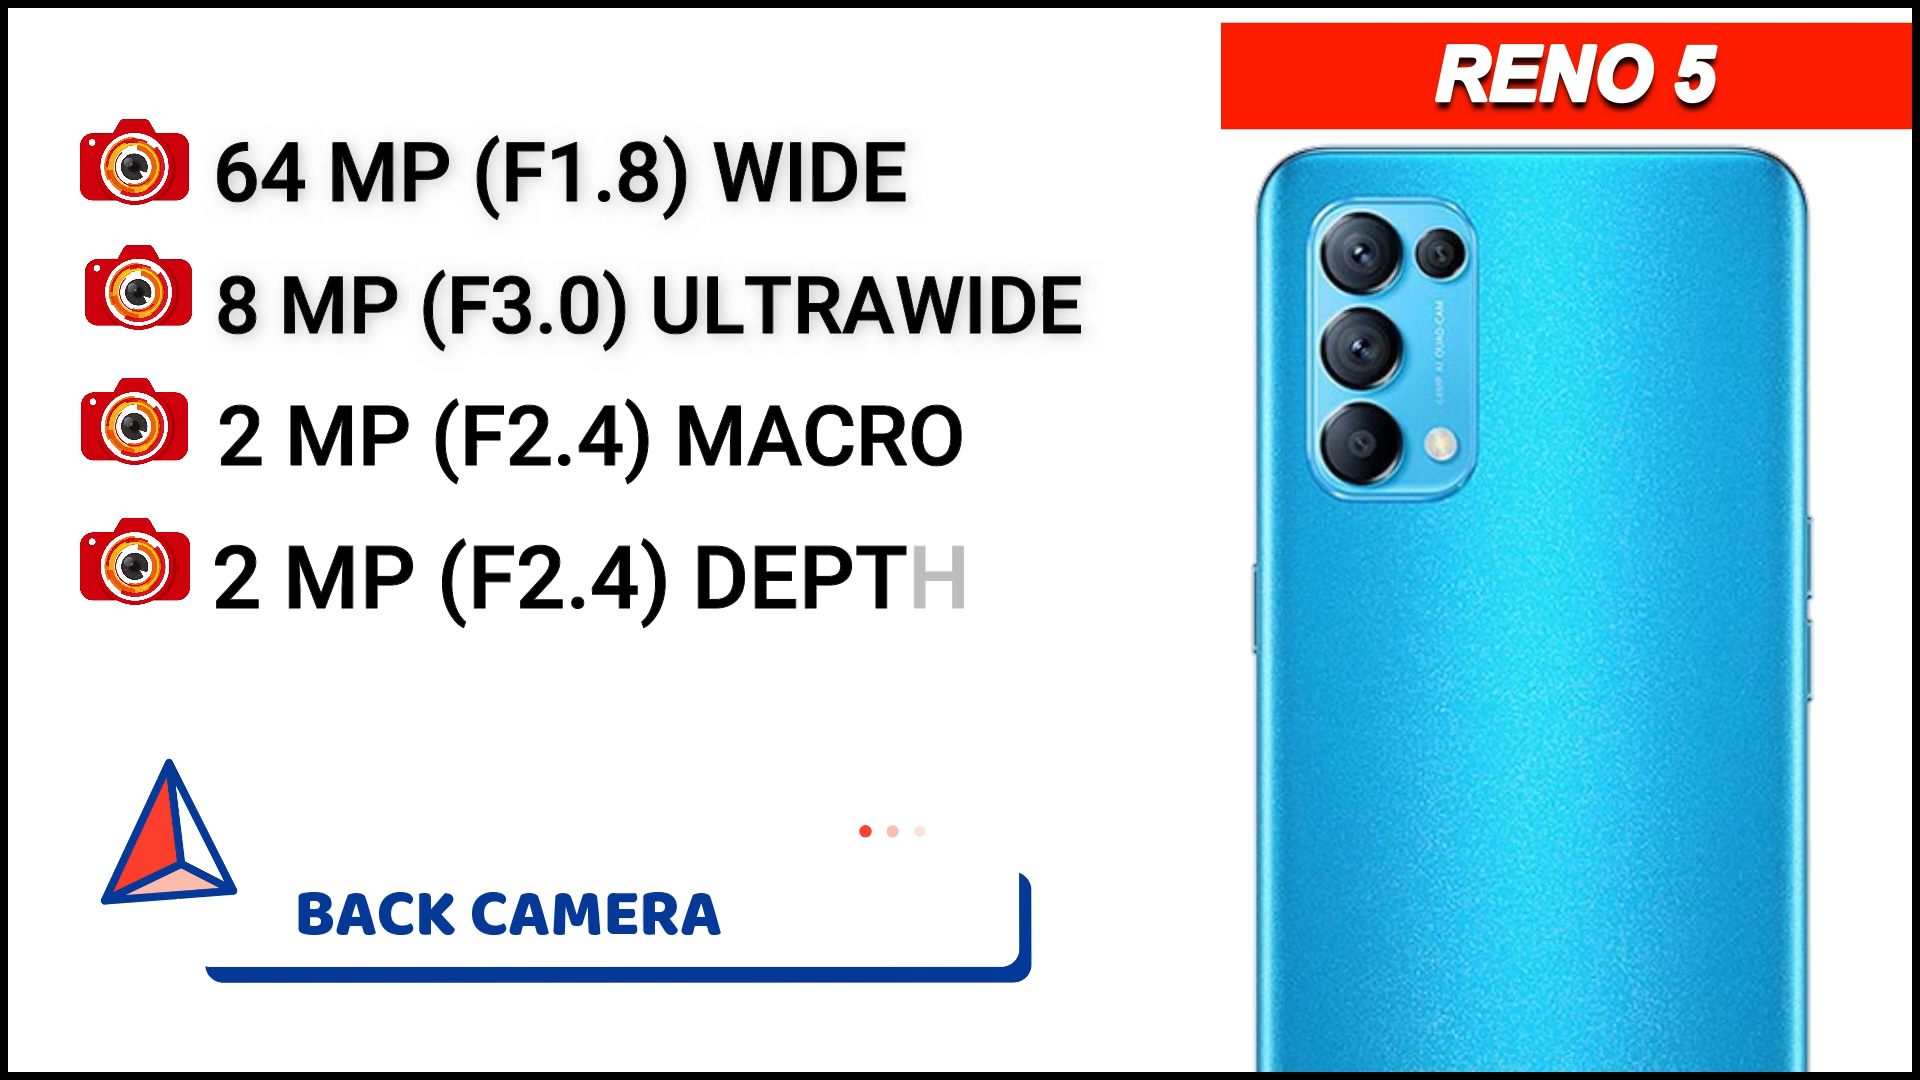 RENO 5
64 MP (F1.8) WIDE
8 MP (F3.0) ULTRAWIDE
2 MP (F2.4) MACRO
2 MP (F2.4) DEPTH
BACK CAMERA